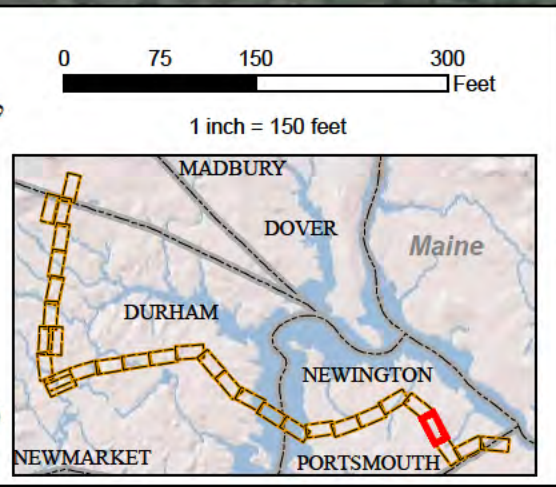 0 75 150 300
Feet
1 inch = 150 feet
MADBURY
DOVER
Maine
DURHAM
NEWINGTON
NEWMARKET
PORTSMOUTH